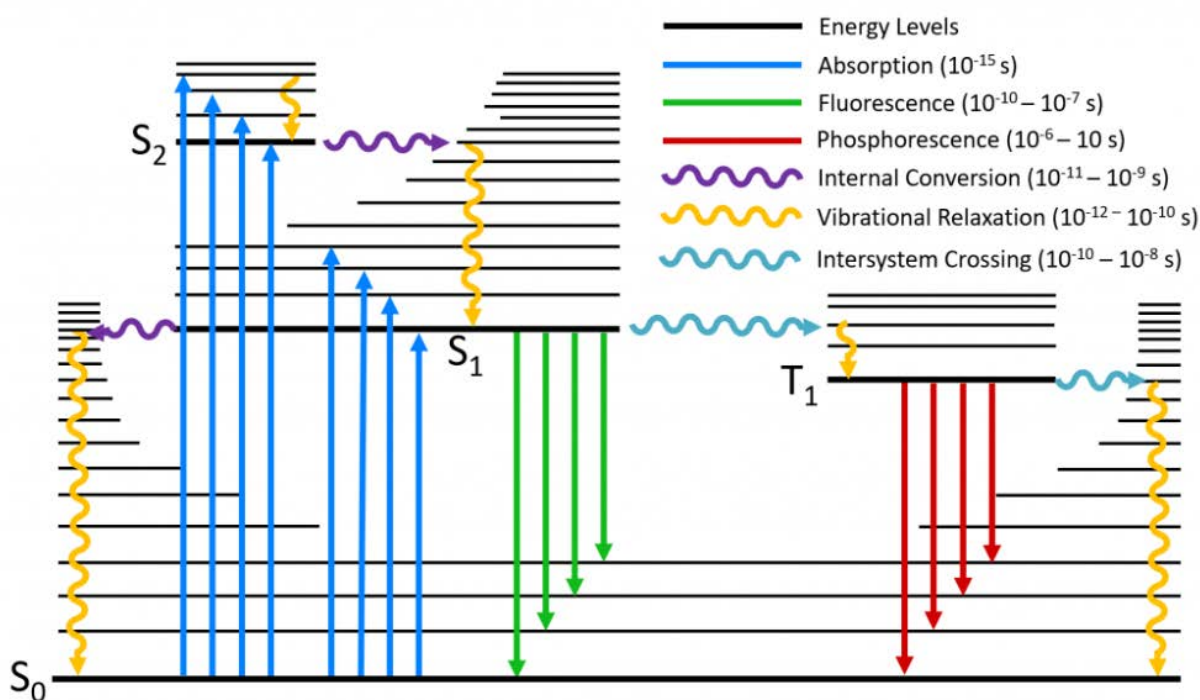 Energy Levels
Absorption (10⁻¹⁵ s)
Fluorescence (10⁻¹⁰ – 10⁻⁷ s)
Phosphorescence (10⁻⁶ – 10 s)
Internal Conversion (10⁻¹¹ – 10⁻⁹ s)
Vibrational Relaxation (10⁻¹² ⁻ 10⁻¹⁰ s)
Intersystem Crossing (10⁻¹⁰ – 10⁻⁸ s)
S₂
S₁
T₁
S₀